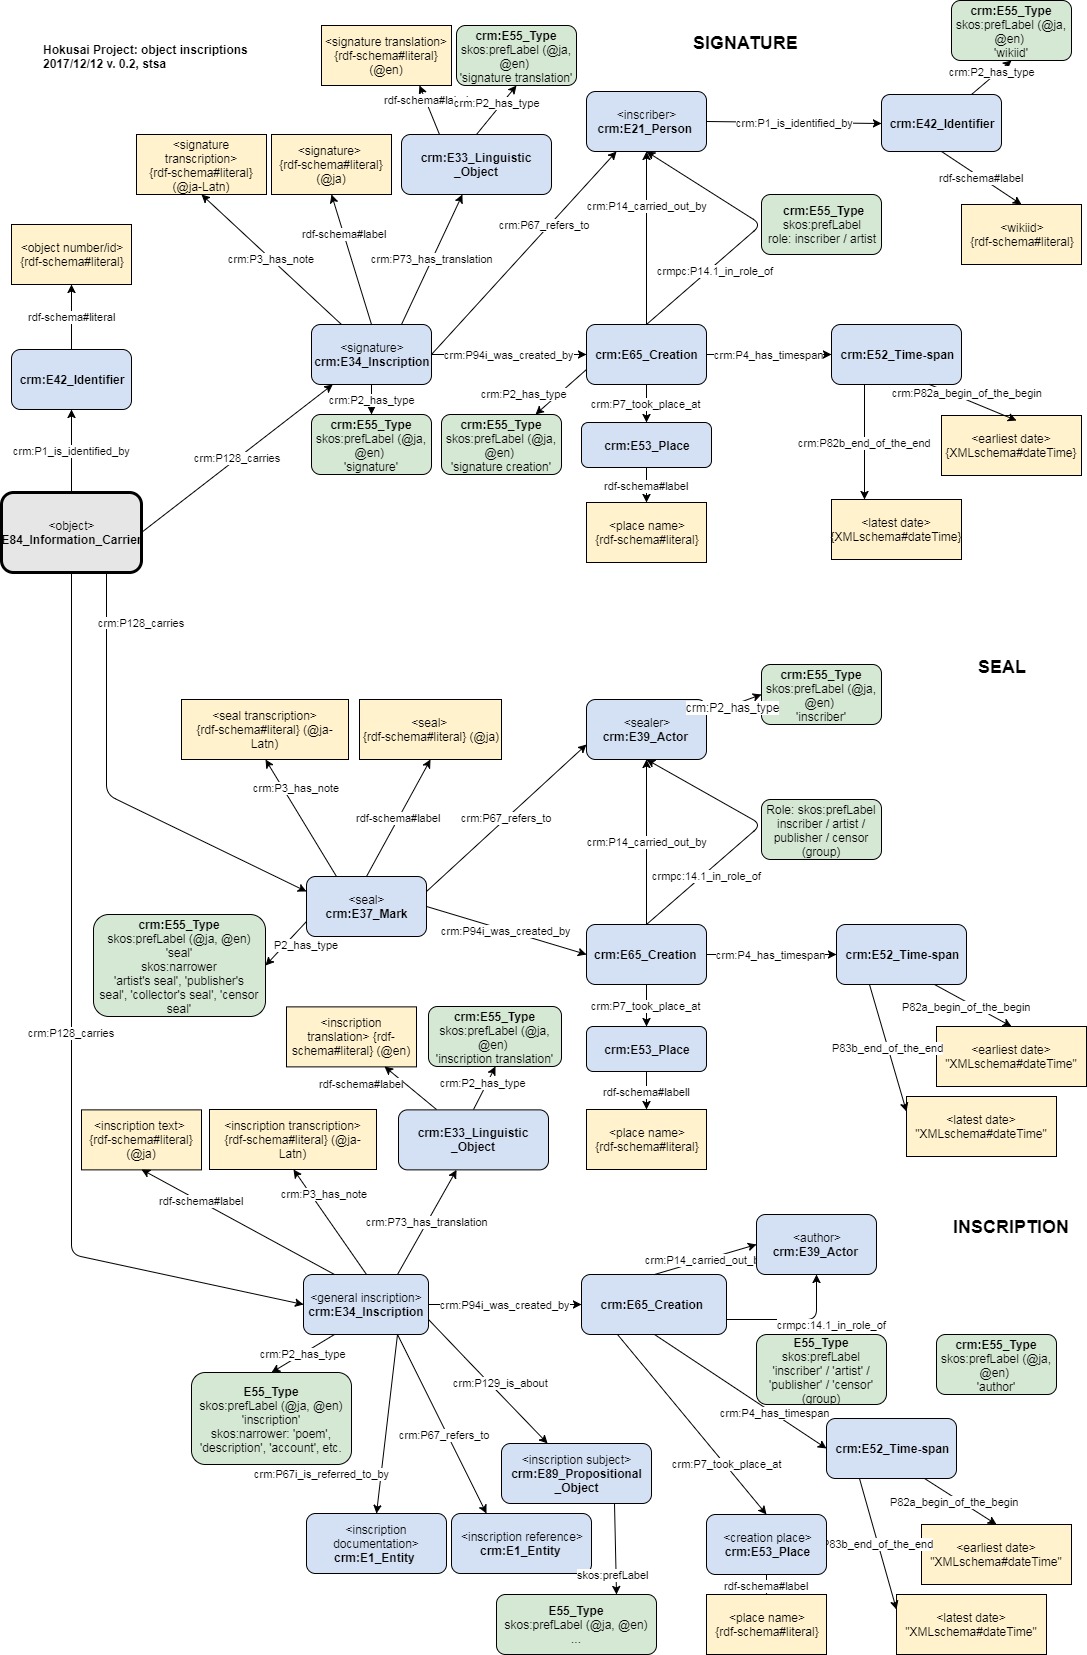 Hokusai Project: object inscriptions
2017/12/12 v. 0.2, stsa
SIGNATURE
<signature translation>
{rdf-schema#literal}
(@en)
crm:E55_Type
skos:prefLabel (@ja,
@en)
'signature translation'
crm:E55_Type
skos:prefLabel (@ja,
@en)
'wikiid'
crm:P2_has_type
crm:P2_has_type
<inscriber>
crm:E21_Person
crm:P1_is_identified_by
crm:E42_Identifier
<signature
transcription>
{rdf-schema#literal}
(@ja-Latn)
<signature>
{rdf-schema#literal}
(@ja)
crm:E33_Linguistic
_Object
rdf-schema#label
crm:P14_carried_out_by
crm:E55_Type
skos:prefLabel
role: inscriber / artist
<wikiid>
{rdf-schema#literal}
<object number/id>
{rdf-schema#literal}
rdf-schema#label
crm:P67_refers_to
crm:P3_has_note
crm:P73_has_translation
crmpc:P14.1_in_role_of
rdf-schema#literal
crm:E42_Identifier
<signature>
crm:E34_Inscription
crm:P94i_was_created_by
crm:E65_Creation
crm:P4_has_timespan
crm:E52_Time-span
crm:P2_has_type
crm:P2_has_type
crm:P7_took_place_at
crm:P82a_begin_of_the_begin
crm:E55_Type
skos:prefLabel (@ja,
@en)
'signature'
crm:E55_Type
skos:prefLabel (@ja,
@en)
'signature creation'
crm:E53_Place
crm:P82b_end_of_the_end
<earliest date>
{XMLschema#dateTime}
crm:P1_is_identified_by
crm:P128_carries
rdf-schema#label
<object>
E84_Information_Carrier
<place name>
{rdf-schema#literal}
<latest date>
{XMLschema#dateTime}
crm:P128_carries
SEAL
<seal transcription>
{rdf-schema#literal} (@ja-
Latn)
<seal>
{rdf-schema#literal} (@ja)
<sealer>
crm:E39_Actor
crm:P2_has_type
crm:E55_Type
skos:prefLabel (@ja,
@en)
'inscriber'
crm:P3_has_note
rdf-schema#label
crm:P67_refers_to
crm:P14_carried_out_by
Role: skos:prefLabel
inscriber / artist /
publisher / censor
(group)
crmpc:14.1_in_role_of
<seal>
crm:E37_Mark
crm:P94i_was_created_by
P2_has_type
crm:E55_Type
skos:prefLabel (@ja, @en)
'seal'
skos:narrower
'artist's seal', 'publisher's
seal', 'collector's seal', 'censor
seal'
crm:E65_Creation
crm:P4_has_timespan
crm:E52_Time-span
crm:P7_took_place_at
P82a_begin_of_the_begin
crm:P128_carries
<inscription
translation> {rdf-
schema#literal} (@en)
crm:E55_Type
skos:prefLabel (@ja,
@en)
'inscription translation'
crm:E53_Place
P83b_end_of_the_end
<earliest date>
"XMLschema#dateTime"
rdf-schema#label
crm:P2_has_type
rdf-schema#labell
<inscription text>
{rdf-schema#literal}
(@ja)
<inscription transcription>
{rdf-schema#literal} (@ja-
Latn)
crm:E33_Linguistic
_Object
<place name>
{rdf-schema#literal}
<latest date>
"XMLschema#dateTime"
rdf-schema#label
crm:P3_has_note
crm:P73_has_translation
INSCRIPTION
<author>
crm:E39_Actor
<general inscription>
crm:E34_Inscription
crm:P94i_was_created_by
crm:E65_Creation
crmpc:14.1_in_role_of
crm:P2_has_type
E55_Type
skos:prefLabel
'inscriber' / 'artist' /
'publisher' / 'censor'
(group)
crm:E55_Type
skos:prefLabel (@ja,
@en)
'author'
E55_Type
skos:prefLabel (@ja, @en)
'inscription'
skos:narrower: 'poem',
'description', 'account', etc.
crm:P129_is_about
crm:P4_has_timespan
crm:P67_refers_to
crm:E52_Time-span
crm:P67i_is_referred_to_by
<inscription subject>
crm:E89_Propositional
_Object
crm:P7_took_place_at
P82a_begin_of_the_begin
<inscription
documentation>
crm:E1_Entity
<inscription reference>
crm:E1_Entity
<creation place>
crm:E53_Place
P83b_end_of_the_end
<earliest date>
"XMLschema#dateTime"
skos:prefLabel
rdf-schema#label
E55_Type
skos:prefLabel (@ja, @en)
...
<place name>
{rdf-schema#literal}
<latest date>
"XMLschema#dateTime"